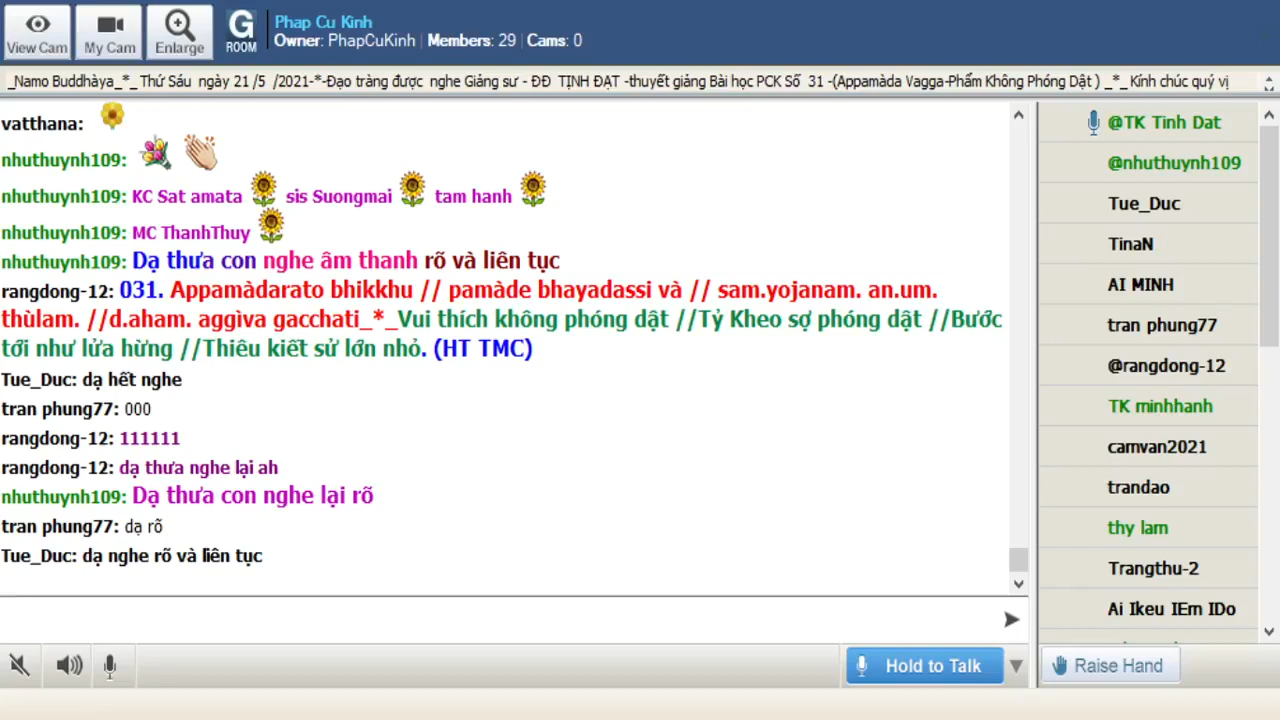 View Cam
My Cam
Enlarge
G
ROOM
Phap Cu Kinh
Owner: PhapCuKinh | Members: 29 | Cams: 0
_Namo Buddhàya_*_ Thứ Sáu ngày 21 /5 /2021-*-Đạo tràng được nghe Giảng sư - ĐĐ TỊNH ĐẠT -thuyết giảng Bài học PCK Số 31 -(Appamàda Vagga-Phẩm Không Phóng Dật ) _*_ Kính chúc quý vị
vatthana:
nhuthuynh109:
nhuthuynh109: KC Sat amata sis Suongmai tam hanh
nhuthuynh109: MC ThanhThuy
nhuthuynh109: Dạ thưa con nghe âm thanh rõ và liên tục
rangdong-12: 031. Appamàdarato bhikkhu // pamàde bhayadassi và // sam.yojanam. an.um.
thùlam. //d.aham. aggìva gacchati_*_Vui thích không phóng dật //Tỷ Kheo sợ phóng dật //Bước
tới như lửa hừng //Thiêu kiết sử lớn nhỏ. (HT TMC)
Tue_Duc: dạ hết nghe
tran phung77: 000
rangdong-12: 111111
rangdong-12: dạ thưa nghe lại ah
nhuthuynh109: Dạ thưa con nghe lại rõ
tran phung77: dạ rõ
Tue_Duc: dạ nghe rõ và liên tục
@TK Tinh Dat
@nhuthuynh109
Tue_Duc
TinaN
AI MINH
tran phung77
@rangdong-12
TK minhhanh
camvan2021
trandao
thy lam
Trangthu-2
Ai Ikeu IEm IDo
Hold to Talk
Raise Hand